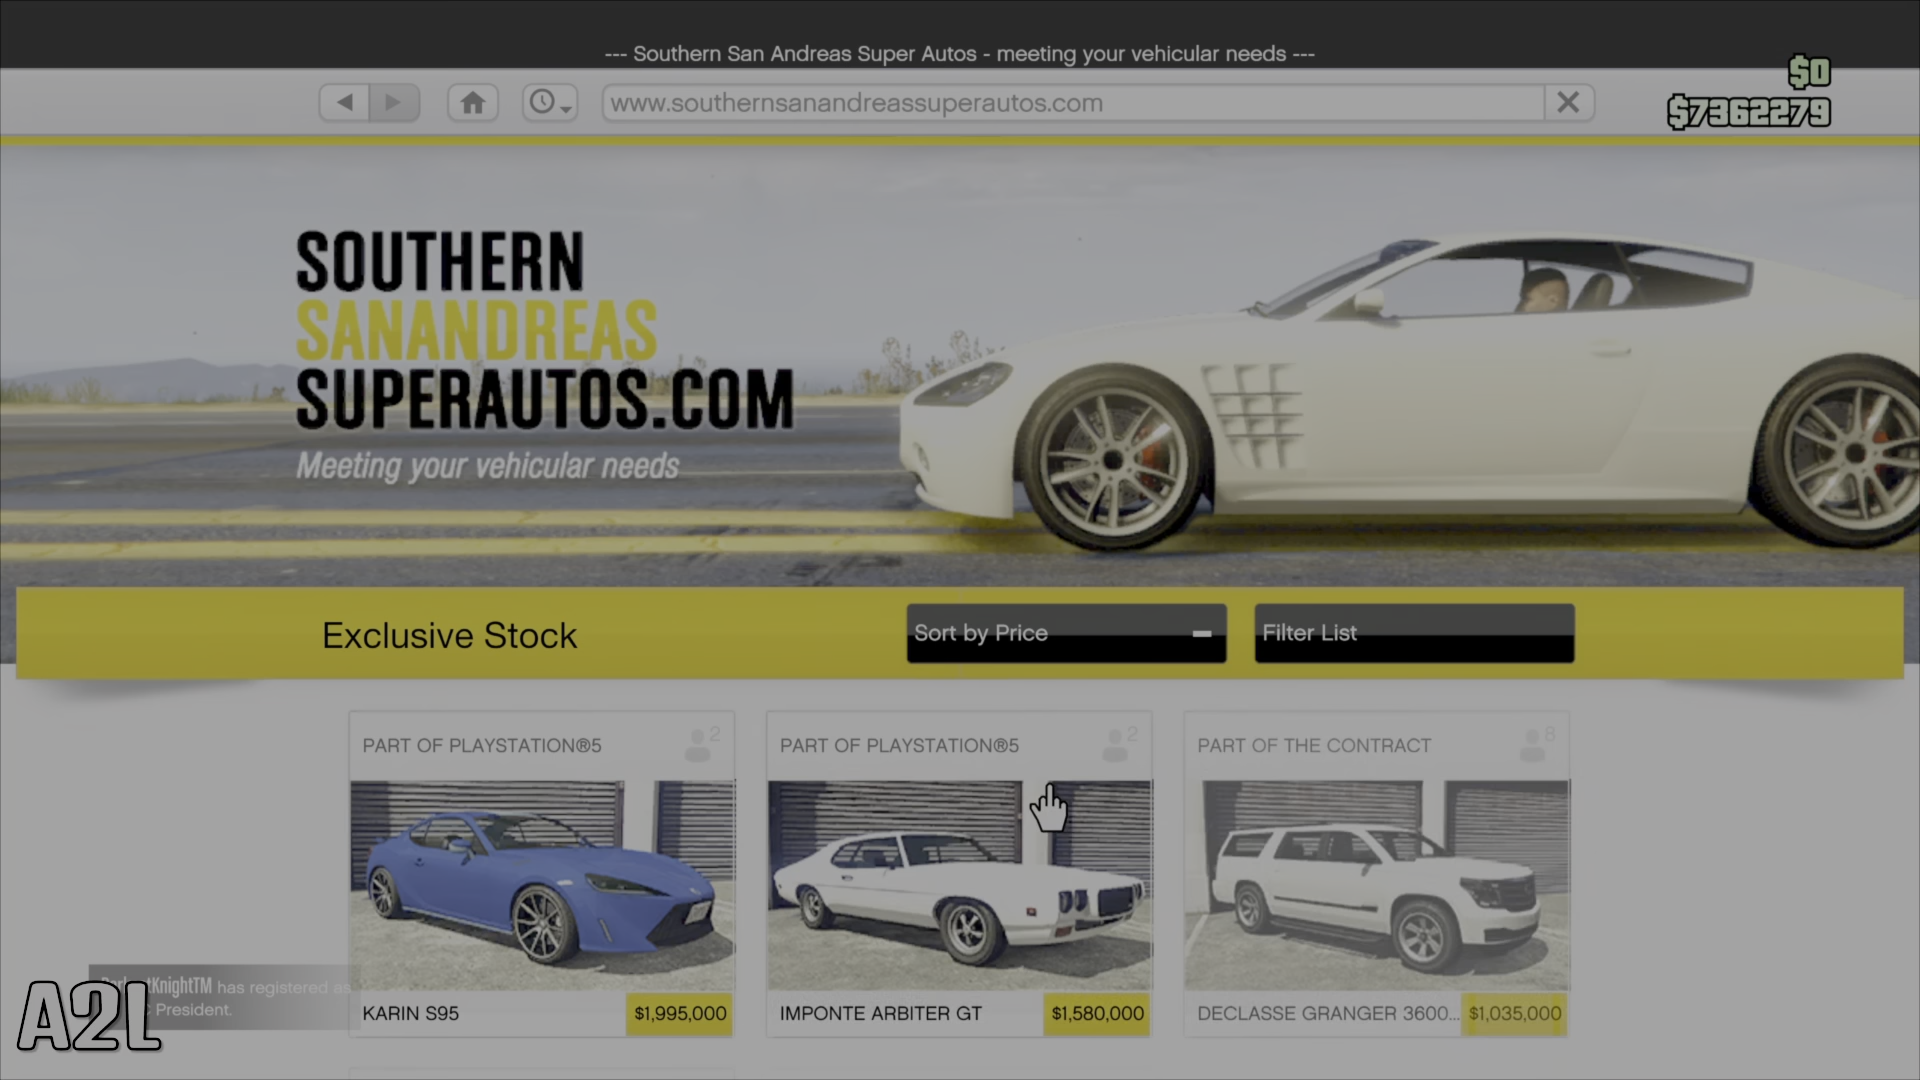 --- Southern San Andreas Super Autos - meeting your vehicular needs ---
$0
www.southernsanandreassuperautos.com
$7362279
SOUTHERN
SANANDREAS
SUPERAUTOS.COM
Meeting your vehicular needs
Exclusive Stock
Sort by Price
Filter List
PART OF PLAYSTATION®5
2
PART OF PLAYSTATION®5
2
PART OF THE CONTRACT
8
KnightTM has registered as
President.
A2L
KARIN S95
$1,995,000
IMPONTE ARBITER GT
$1,580,000
DECLASSE GRANGER 3600...
$1,035,000